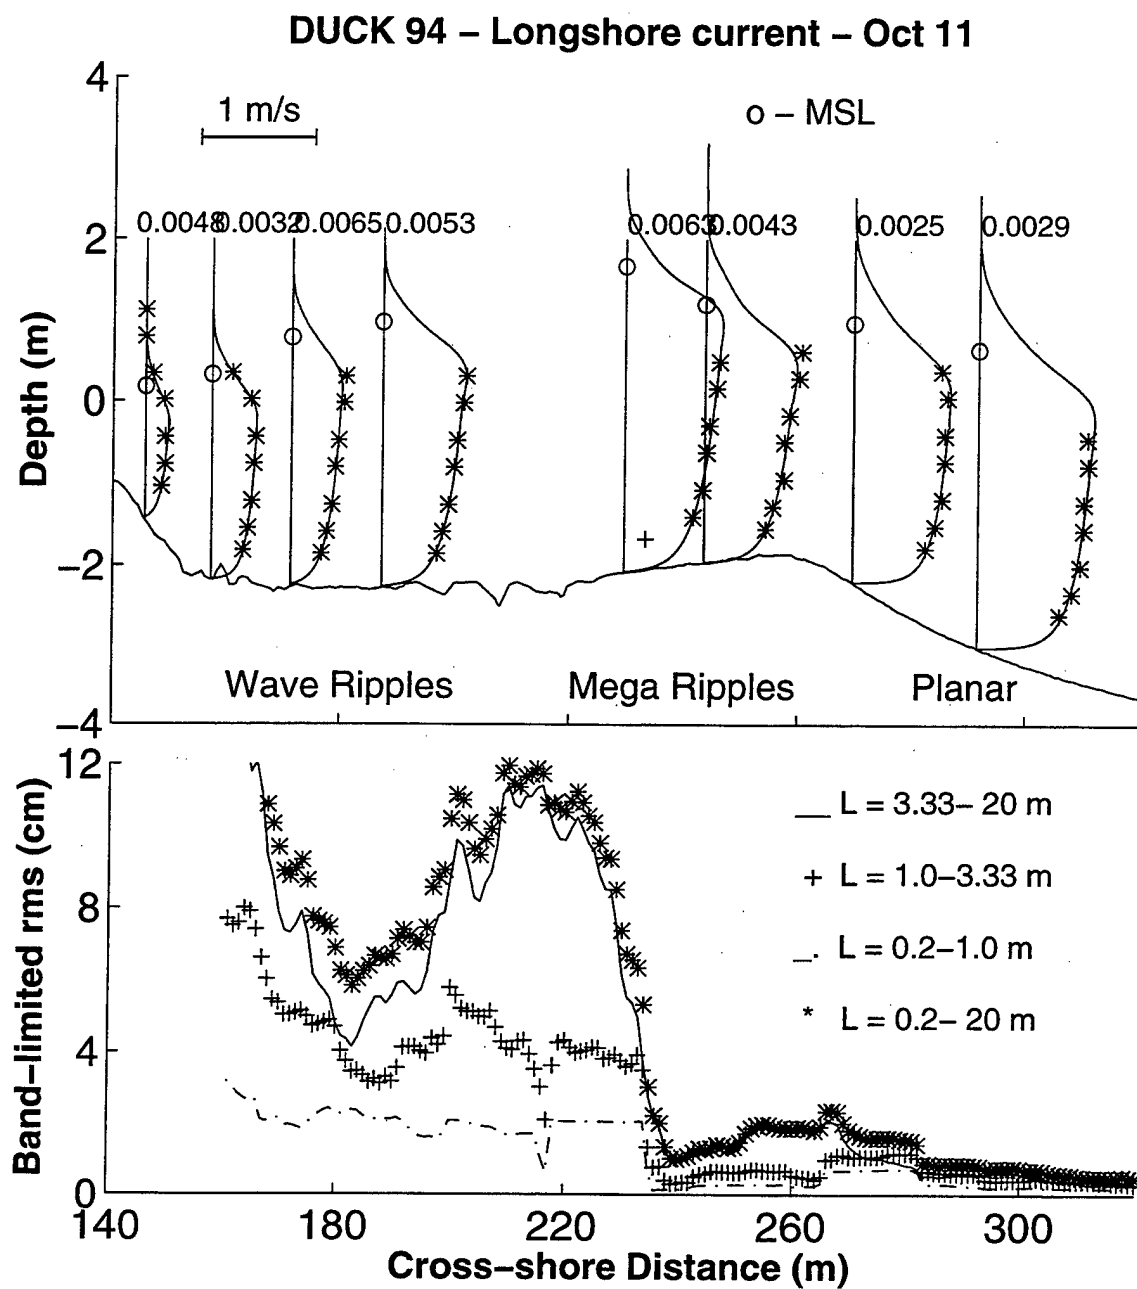 DUCK 94 – Longshore current – Oct 11
4
1 m/s
o – MSL
0.0048 0.0032 0.0065 0.0053 0.0063 0.0043 0.0025 0.0029
2
Depth (m)
0
−2
Wave Ripples Mega Ripples Planar
−4
12
L = 3.33– 20 m
+ L = 1.0–3.33 m
8
_. L = 0.2–1.0 m
* L = 0.2– 20 m
4
Band–limited rms (cm)
0
140 180 220 260 300
Cross–shore Distance (m)